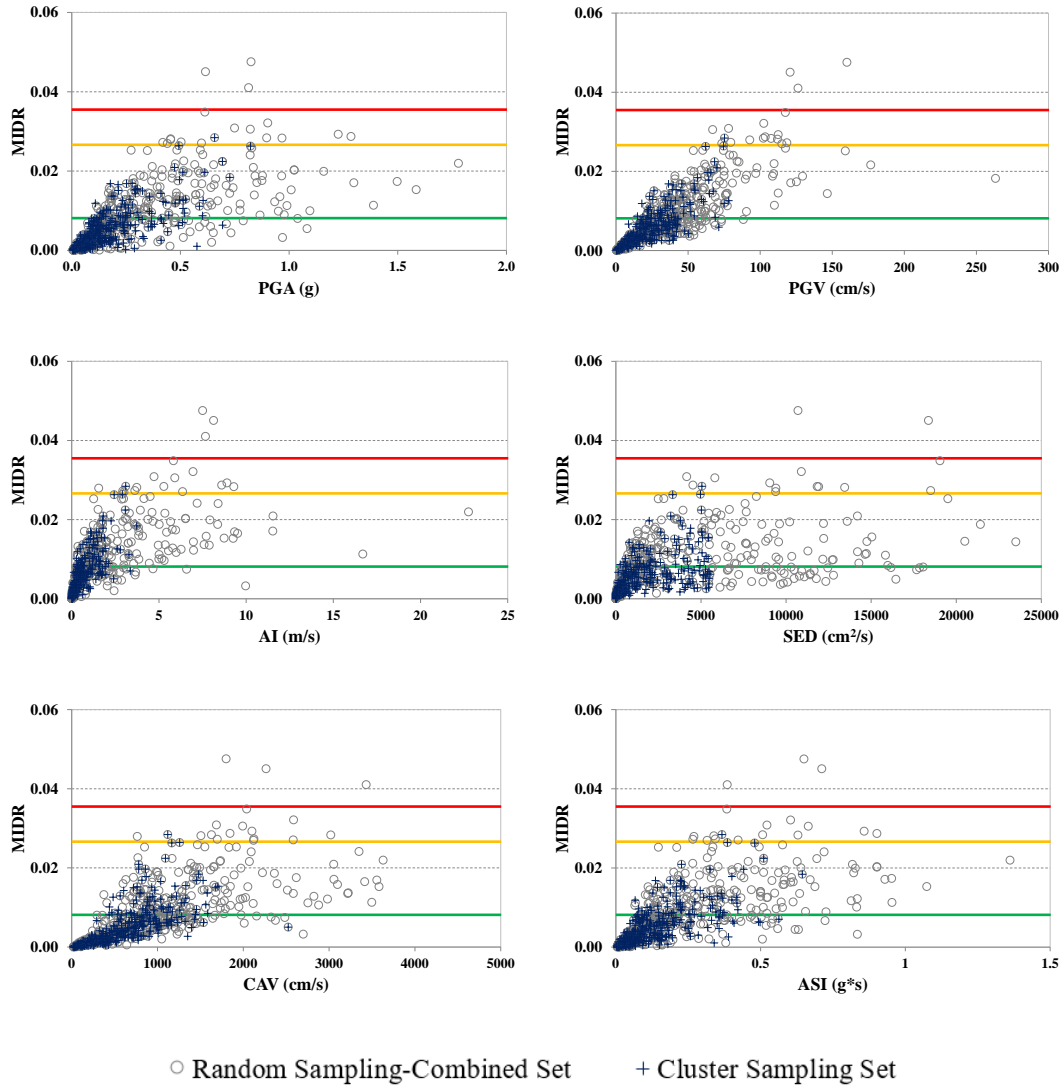 0.06
0.04
0.02
0.00
MIDR
0.0 0.5 1.0 1.5 2.0
PGA (g)
0.06
0.04
0.02
0.00
MIDR
0 50 100 150 200 250 300
PGV (cm/s)
0.06
0.04
0.02
0.00
MIDR
0 5 10 15 20 25
AI (m/s)
0.06
0.04
0.02
0.00
MIDR
0 5000 10000 15000 20000 25000
SED (cm²/s)
0.06
0.04
0.02
0.00
MIDR
0 1000 2000 3000 4000 5000
CAV (cm/s)
0.06
0.04
0.02
0.00
MIDR
0 0.5 1 1.5
ASI (g*s)
Random Sampling-Combined Set
Cluster Sampling Set